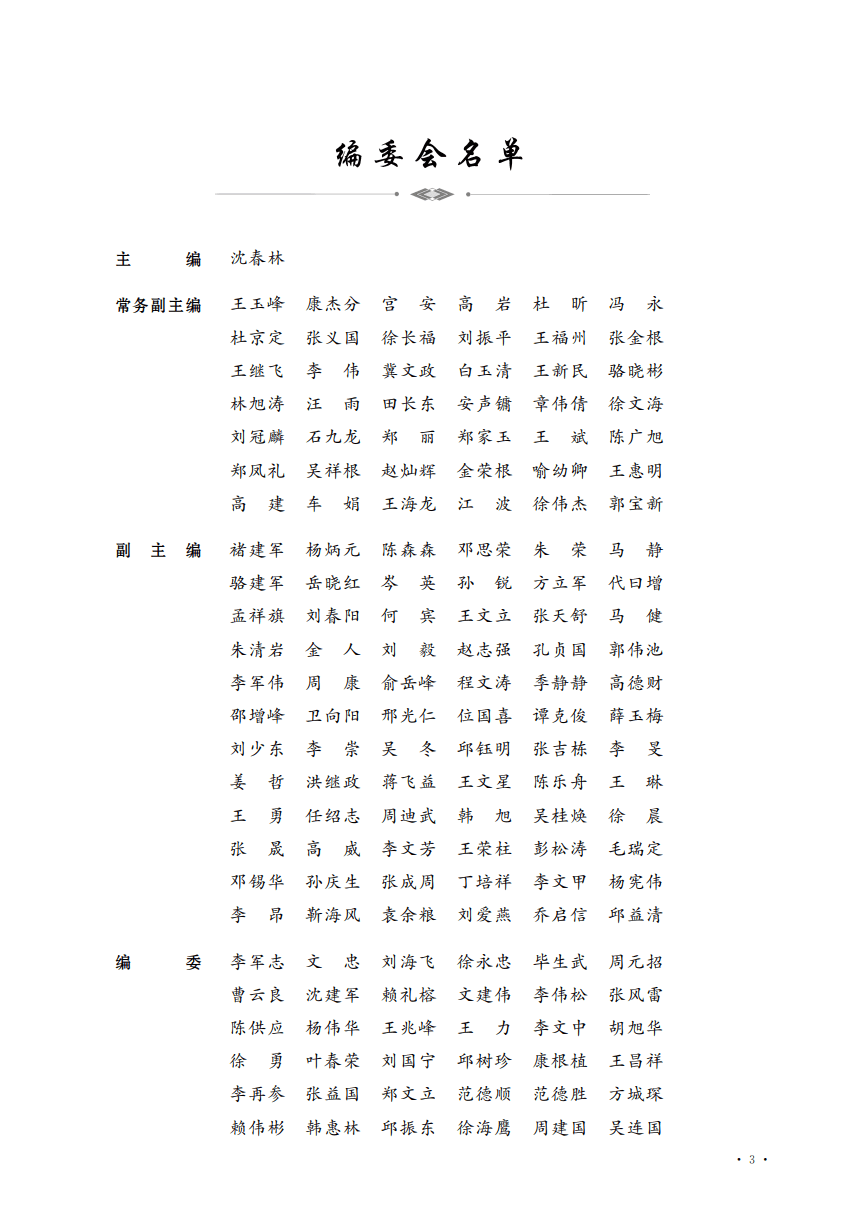 编委会名单
主　　编 沈春林
常务副主编 王玉峰 康杰分 宫　安 高　岩 杜　昕 冯　永
杜京定 张义国 徐长福 刘振平 王福州 张金根
王继飞 李　伟 冀文政 白玉清 王新民 骆晓彬
林旭涛 汪　雨 田长东 安声镛 章伟倩 徐文海
刘冠麟 石九龙 郑　丽 郑家玉 王　斌 陈广旭
郑凤礼 吴祥根 赵灿辉 金荣根 喻幼卿 王惠明
高　建 车　娟 王海龙 江　波 徐伟杰 郭宝新
副 主 编 褚建军 杨炳元 陈森森 邓思荣 朱　荣 马　静
骆建军 岳晓红 岑　英 孙　锐 方立军 代曰增
孟祥旗 刘春阳 何　宾 王文立 张天舒 马　健
朱清岩 金　人 刘　毅 赵志强 孔贞国 郭伟池
李军伟 周　康 俞岳峰 程文涛 季静静 高德财
邵增峰 卫向阳 邢光仁 位国喜 谭克俊 薛玉梅
刘少东 李　崇 吴　冬 邱钰明 张吉栋 李　旻
姜　哲 洪继政 蒋飞益 王文星 陈乐舟 王　琳
王　勇 任绍志 周迪武 韩　旭 吴桂焕 徐　晨
张　晟 高　威 李文芳 王荣柱 彭松涛 毛瑞定
邓锡华 孙庆生 张成周 丁培祥 李文甲 杨宪伟
李　昂 靳海风 袁余粮 刘爱燕 乔启信 邱益清
编　　委 李军志 文　忠 刘海飞 徐永忠 毕生武 周元招
曹云良 沈建军 赖礼榕 文建伟 李伟松 张风雷
陈供应 杨伟华 王兆峰 王　力 李文中 胡旭华
徐　勇 叶春荣 刘国宁 邱树珍 康根植 王昌祥
李再参 张益国 郑文立 范德顺 范德胜 方城琛
赖伟彬 韩惠林 邱振东 徐海鹰 周建国 吴连国
· 3 ·